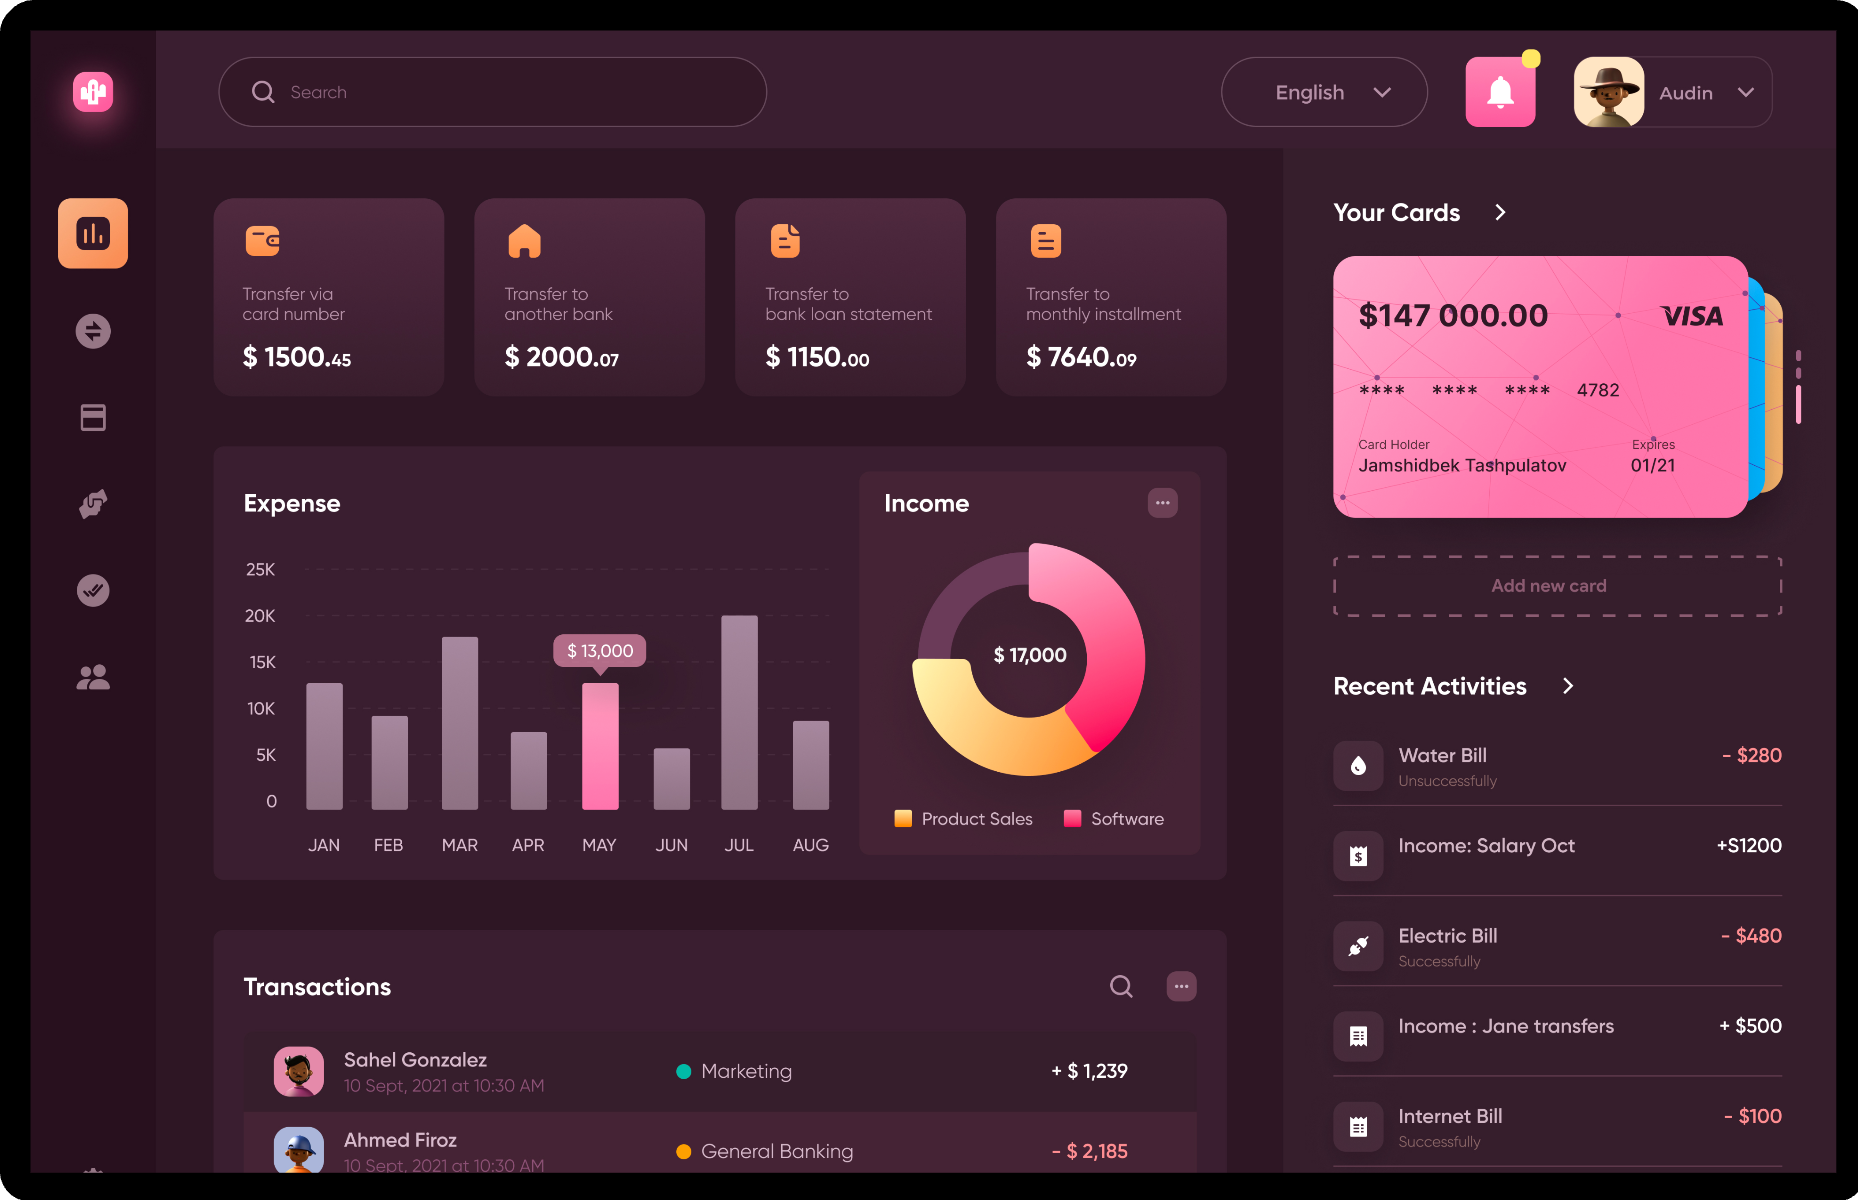 Search
English
Audin
Transfer via
card number
$ 1500.45
Transfer to
another bank
$ 2000.07
Transfer to
bank loan statement
$ 1150.00
Transfer to
monthly installment
$ 7640.09
Expense
25K
20K
15K
10K
5K
0
$ 13,000
JAN FEB MAR APR MAY JUN JUL AUG
Income
$ 17,000
Product Sales
Software
Transactions
Sahel Gonzalez
10 Sept, 2021 at 10:30 AM
Marketing
+ $ 1,239
Ahmed Firoz
10 Sept, 2021 at 10:30 AM
General Banking
- $ 2,185
Your Cards
$147 000.00
VISA
**** **** **** 4782
Card Holder
Jamshidbek Tashpulatov
Expires
01/21
Add new card
Recent Activities
Water Bill
Unsuccessfully
- $280
Income: Salary Oct
+S1200
Electric Bill
Successfully
- $480
Income : Jane transfers
+ $500
Internet Bill
Successfully
- $100